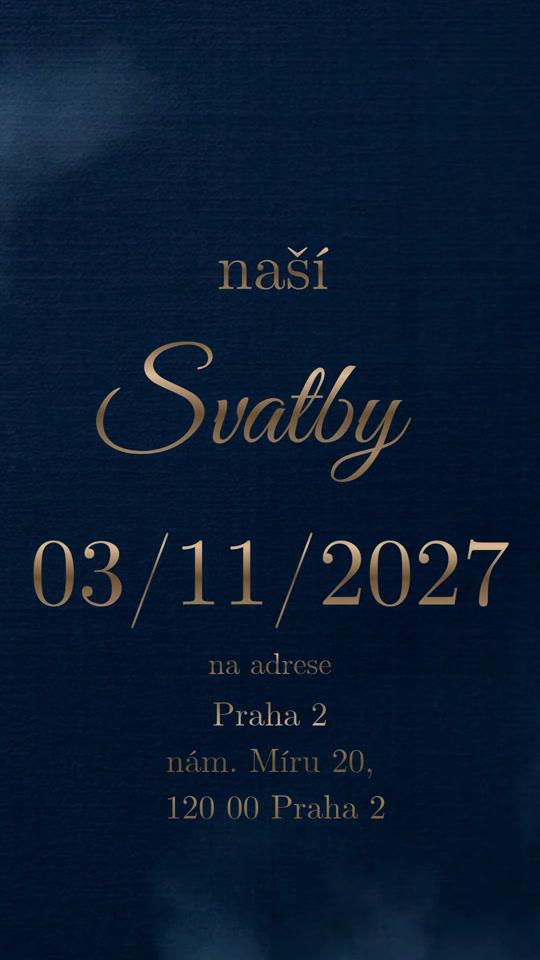 naší
Svatby
03/11/2027
na adrese
Praha 2
nám. Míru 20,
120 00 Praha 2